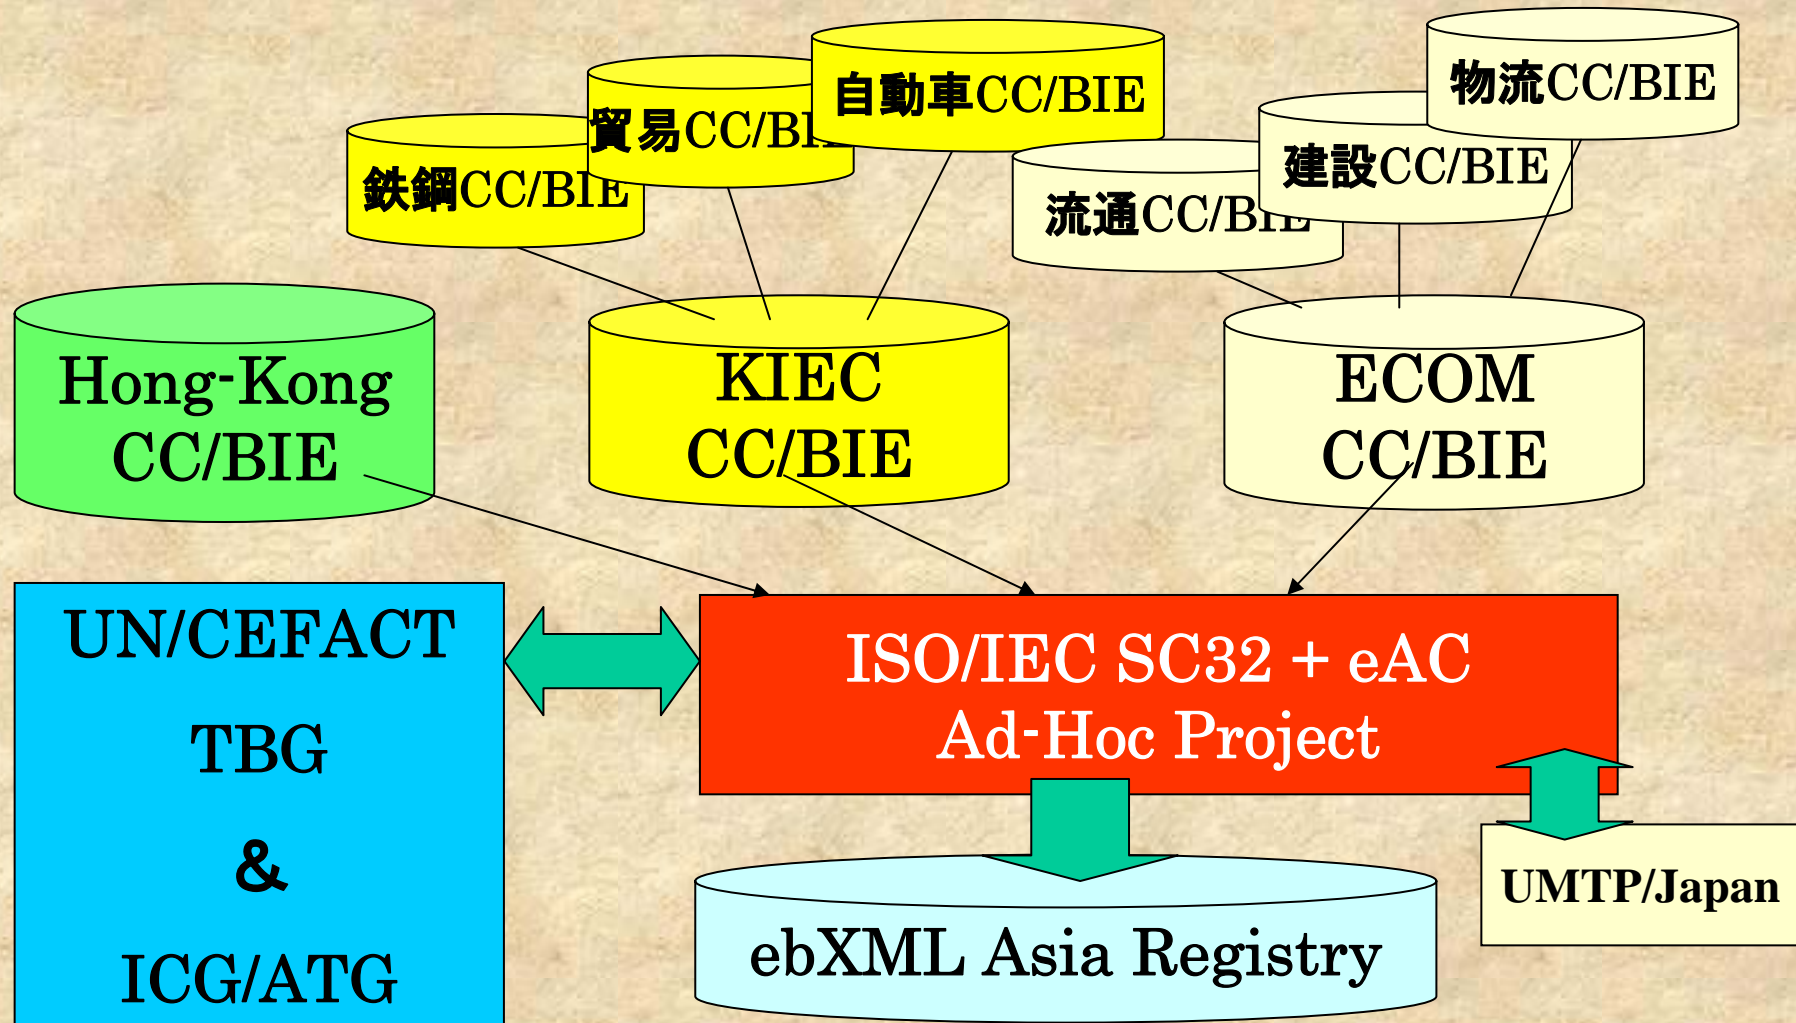 物流CC/BIE
自動車CC/BIE
貿易CC/BIE
建設CC/BIE
鉄鋼CC/BIE
流通CC/BIE
Hong-Kong
CC/BIE
KIEC
CC/BIE
ECOM
CC/BIE
UN/CEFACT
TBG
&
ICG/ATG
ISO/IEC SC32 + eAC
Ad-Hoc Project
UMTP/Japan
ebXML Asia Registry